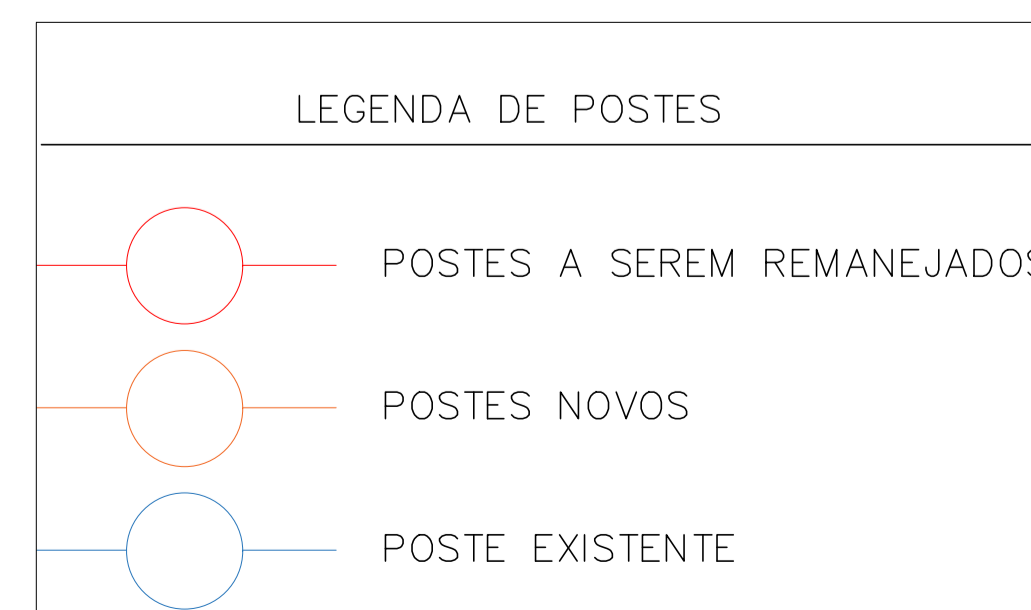 LEGENDA DE POSTES
POSTES A SEREM REMANEJADOS
POSTES NOVOS
POSTE EXISTENTE